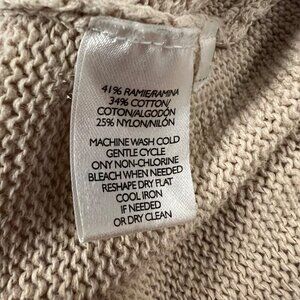 41% RAMIE/RAMINA
34% COTTON/
COTON/ALGODÓN
25% NYLON/NILÓN
MACHINE WASH COLD
GENTLE CYCLE
ONY NON-CHLORINE
BLEACH WHEN NEEDED
RESHAPE DRY FLAT
COOL IRON
IF NEEDED
OR DRY CLEAN